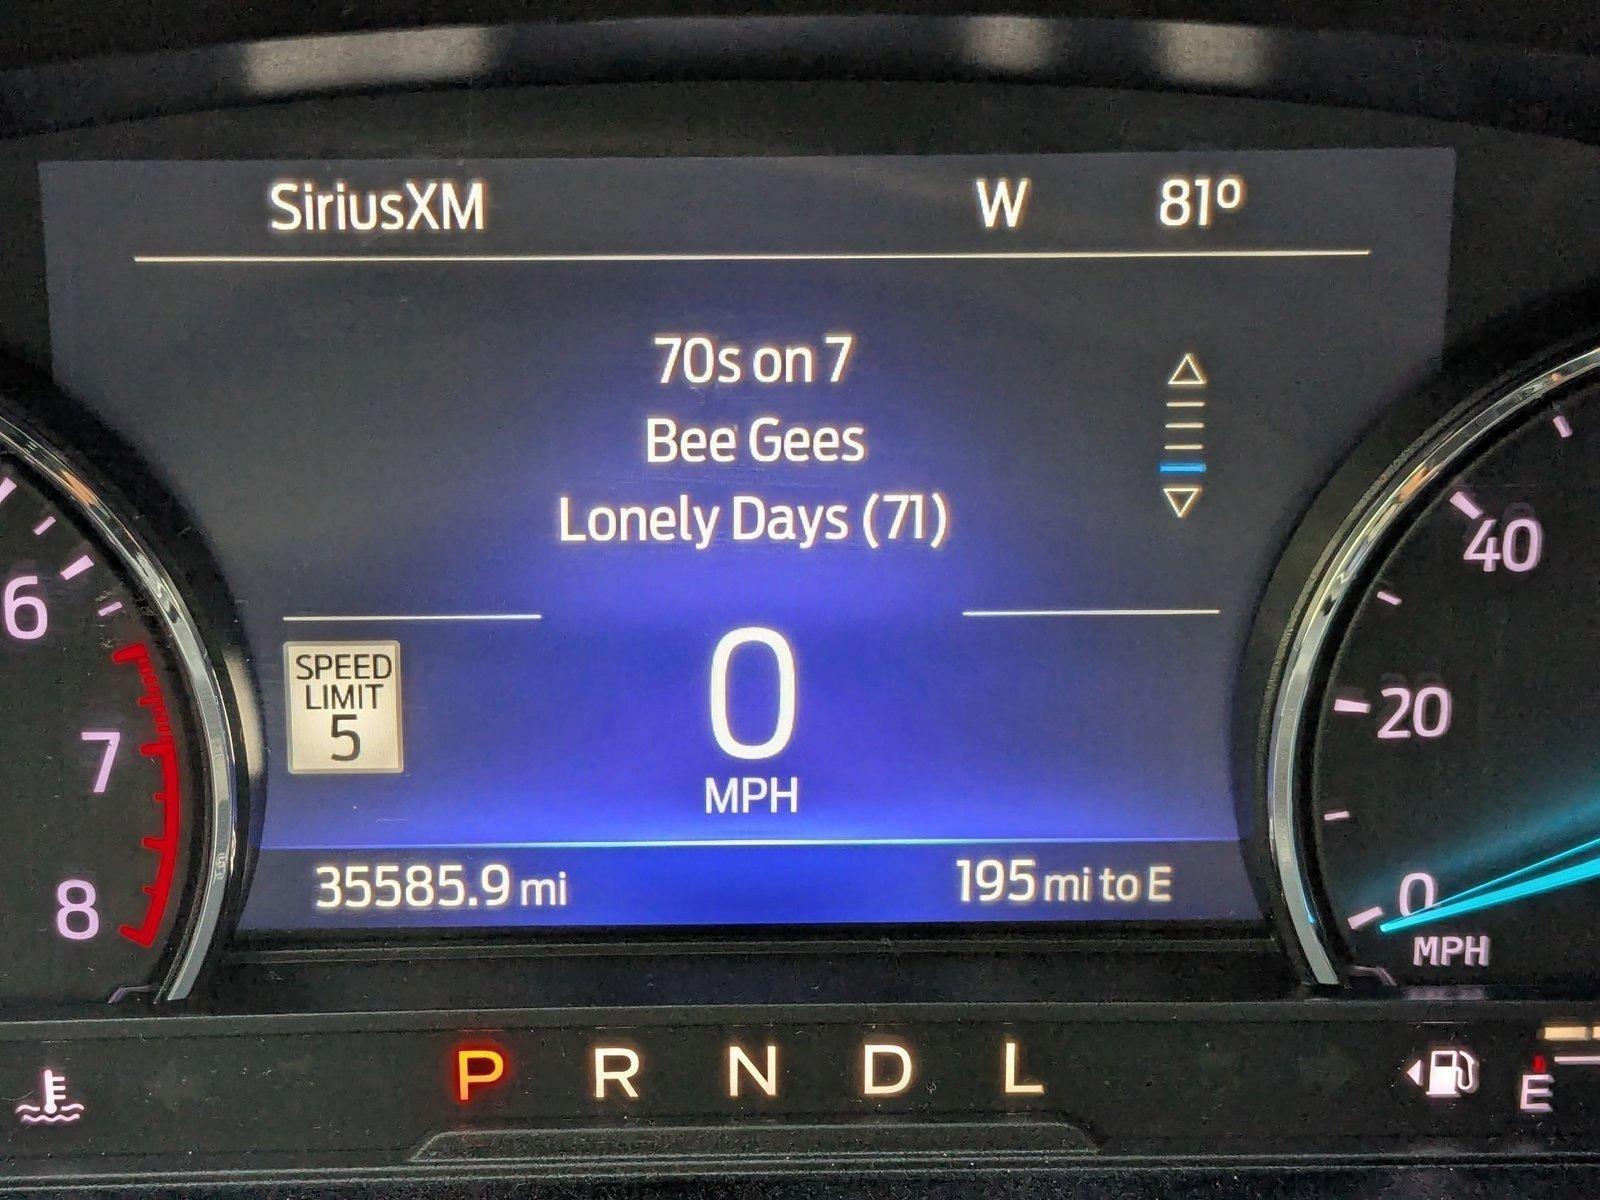 SiriusXM W 81º
70s on 7
Bee Gees
Lonely Days (71)
SPEED
LIMIT
5
0
MPH
35585.9 mi 195 mi to E
6
7
8
40
20
0
MPH
P R N D L
E